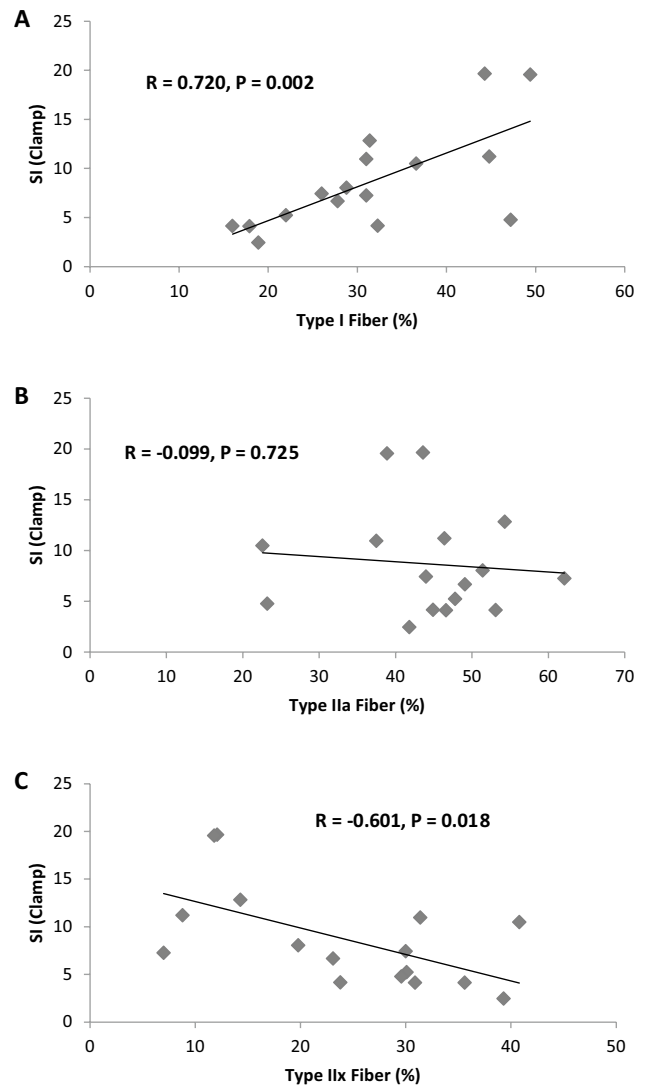 A
25
20
15
10
5
0
R = 0.720, P = 0.002
SI (Clamp)
0 10 20 30 40 50 60
Type I Fiber (%)
B
25
20
15
10
5
0
R = -0.099, P = 0.725
SI (Clamp)
0 10 20 30 40 50 60 70
Type IIa Fiber (%)
C
25
20
15
10
5
0
R = -0.601, P = 0.018
SI (Clamp)
0 10 20 30 40 50
Type IIx Fiber (%)